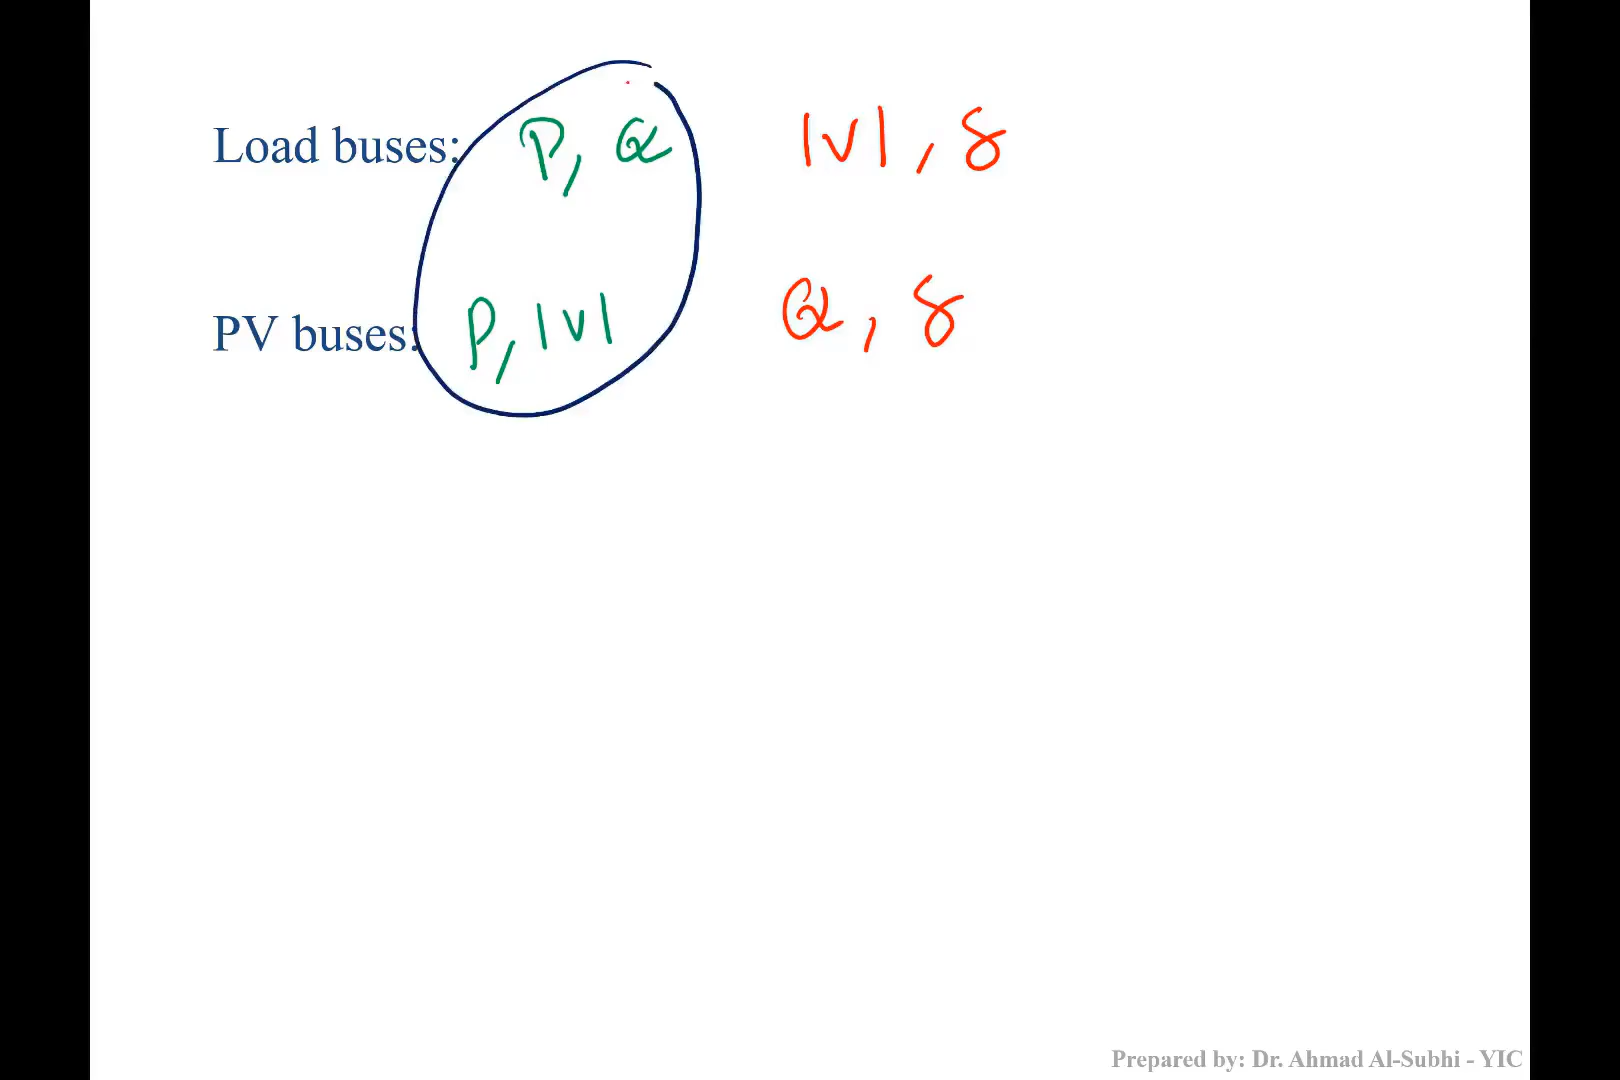 Load buses: P, Q |V|, δ
PV buses: P, |V| Q, δ
Prepared by: Dr. Ahmad Al-Subhi - YIC